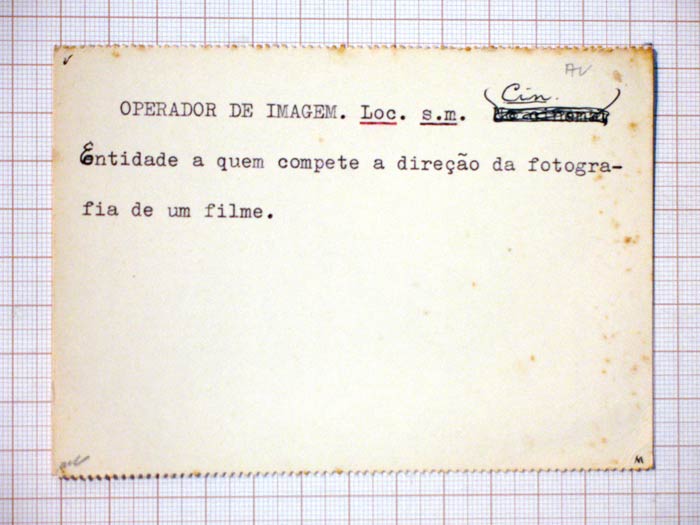 AV
OPERADOR DE IMAGEM. Loc. s.m. (Cin.)
Entidade a quem compete a direção da fotogra-
fia de um filme.
M